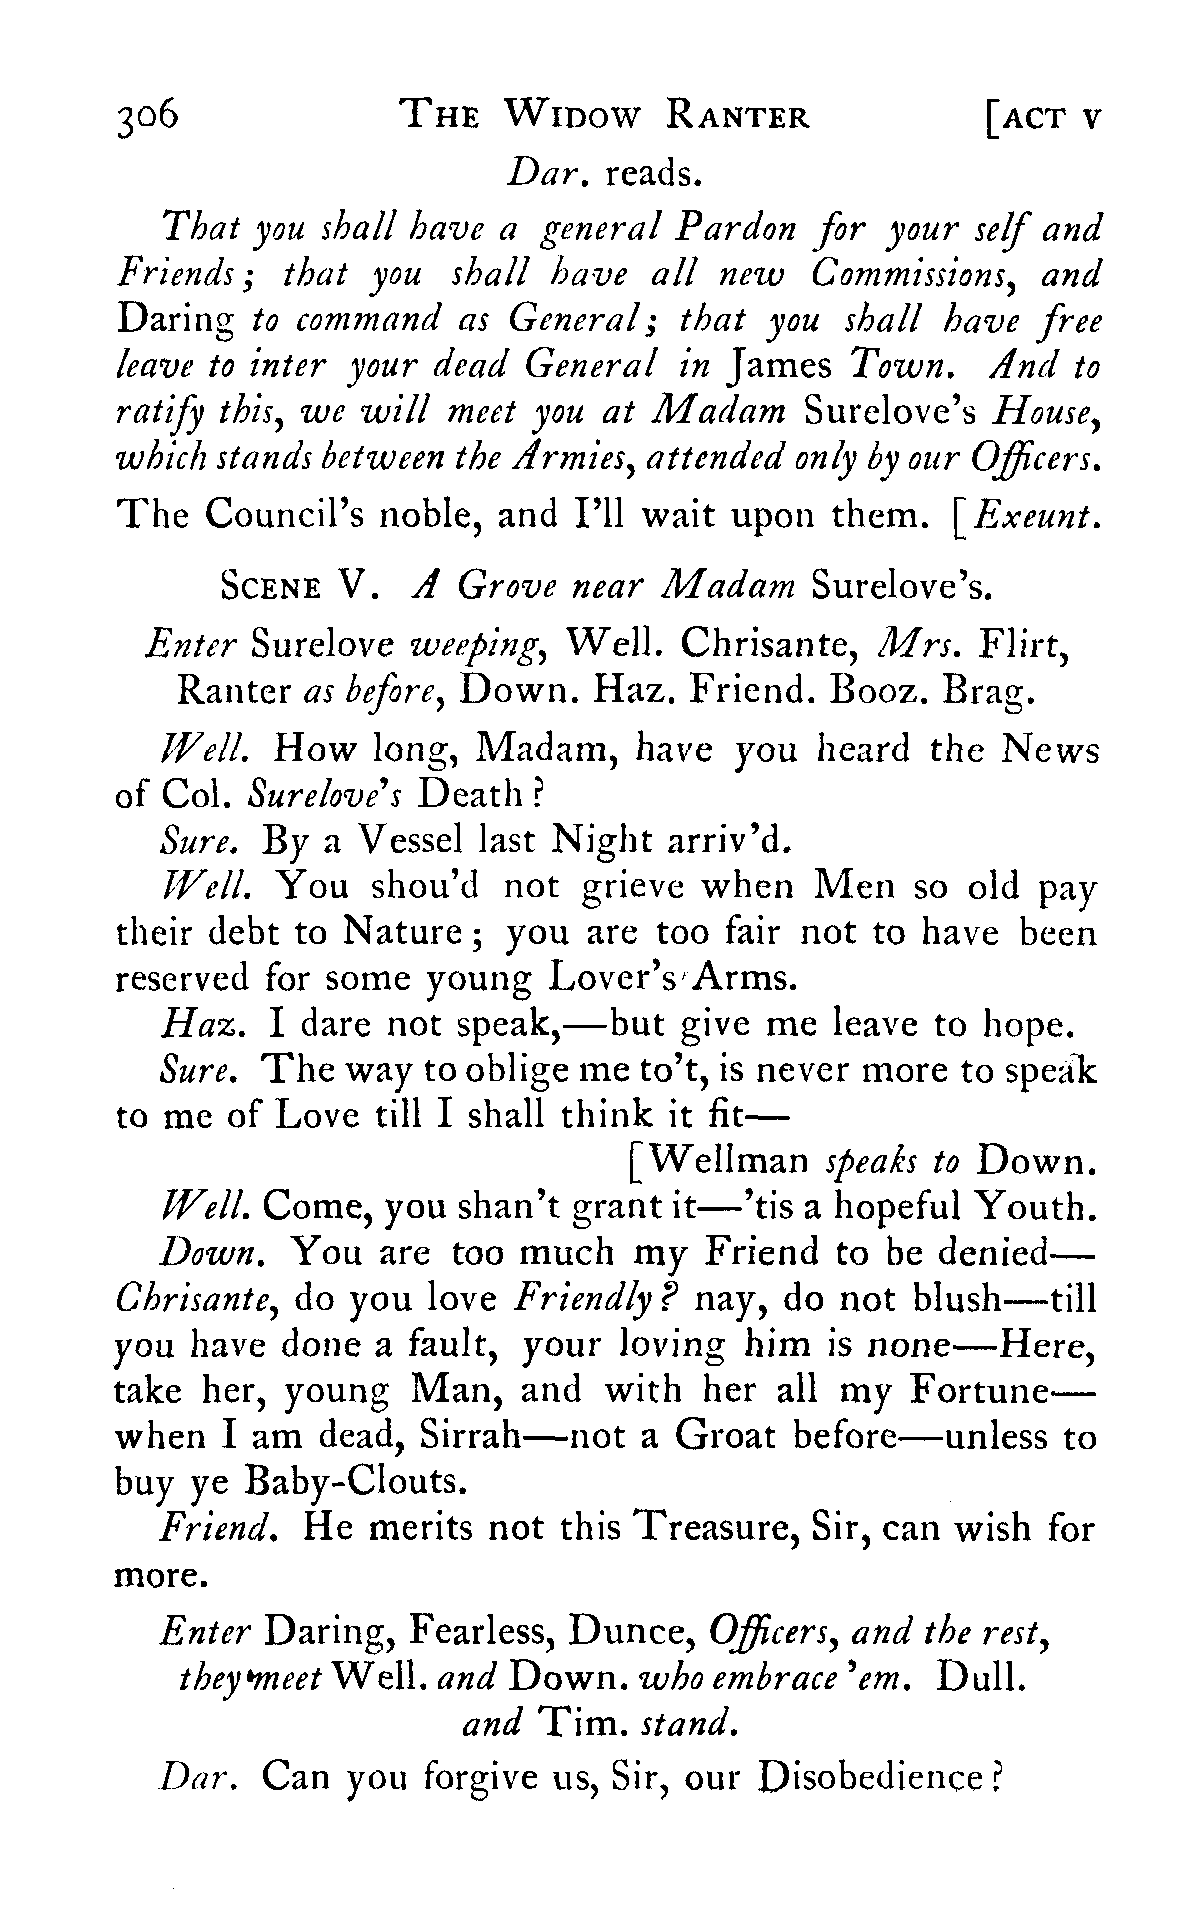 306 THE WIDOW RANTER [ACT V
Dar. reads.
That you shall have a general Pardon for your self and
Friends; that you shall have all new Commissions, and
Daring to command as General; that you shall have free
leave to inter your dead General in James Town. And to
ratify this, we will meet you at Madam Surelove's House,
which stands between the Armies, attended only by our Officers.
The Council's noble, and I'll wait upon them. [Exeunt.
SCENE V. A Grove near Madam Surelove's.
Enter Surelove weeping, Well. Chrisante, Mrs. Flirt,
Ranter as before, Down. Haz. Friend. Booz. Brag.
Well. How long, Madam, have you heard the News
of Col. Surelove's Death?
Sure. By a Vessel last Night arriv'd.
Well. You shou'd not grieve when Men so old pay
their debt to Nature; you are too fair not to have been
reserved for some young Lover's Arms.
Haz. I dare not speak,—but give me leave to hope.
Sure. The way to oblige me to't, is never more to speak
to me of Love till I shall think it fit—
[Wellman speaks to Down.
Well. Come, you shan't grant it—'tis a hopeful Youth.
Down. You are too much my Friend to be denied—
Chrisante, do you love Friendly? nay, do not blush—till
you have done a fault, your loving him is none—Here,
take her, young Man, and with her all my Fortune—
when I am dead, Sirrah—not a Groat before—unless to
buy ye Baby-Clouts.
Friend. He merits not this Treasure, Sir, can wish for
more.
Enter Daring, Fearless, Dunce, Officers, and the rest,
they meet Well. and Down. who embrace 'em. Dull.
and Tim. stand.
Dar. Can you forgive us, Sir, our Disobedience?